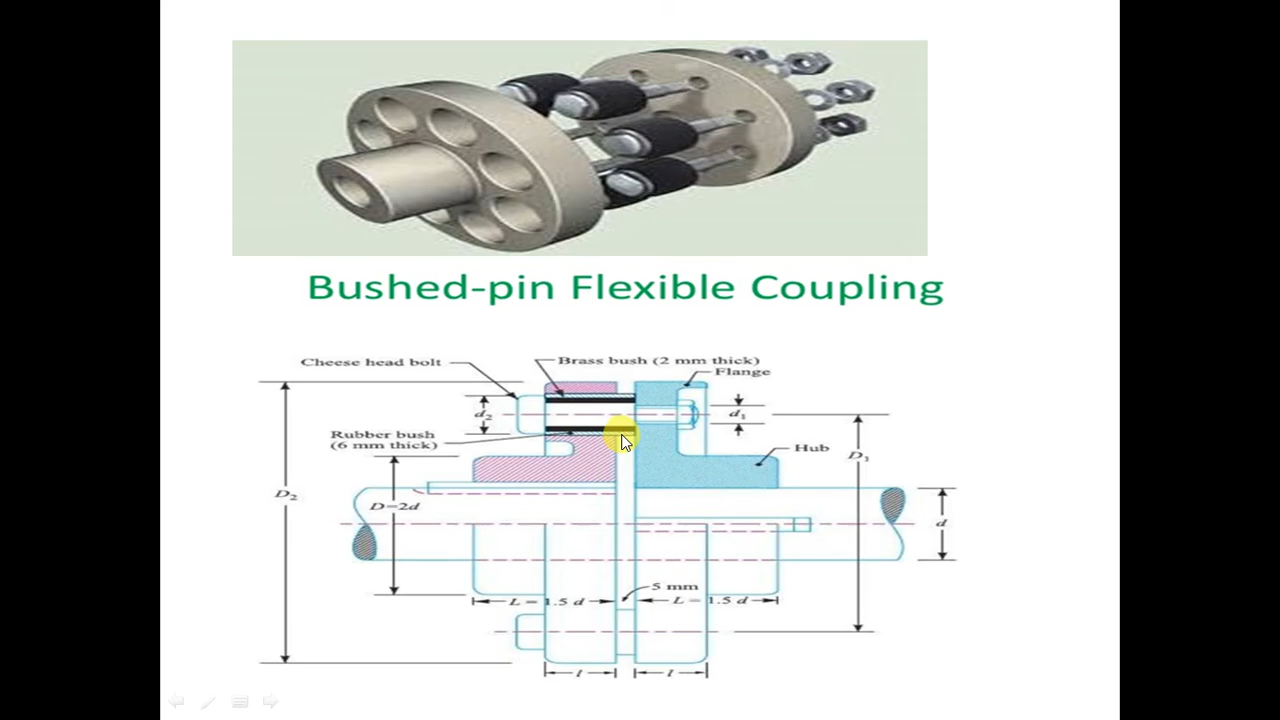 Bushed-pin Flexible Coupling
Cheese head bolt
Brass bush (2 mm thick)
Flange
d₂
d₁
Rubber bush
(6 mm thick)
Hub
D₁
D₂
D=2d
d
5 mm
L = 1.5 d
L = 1.5 d
l
l